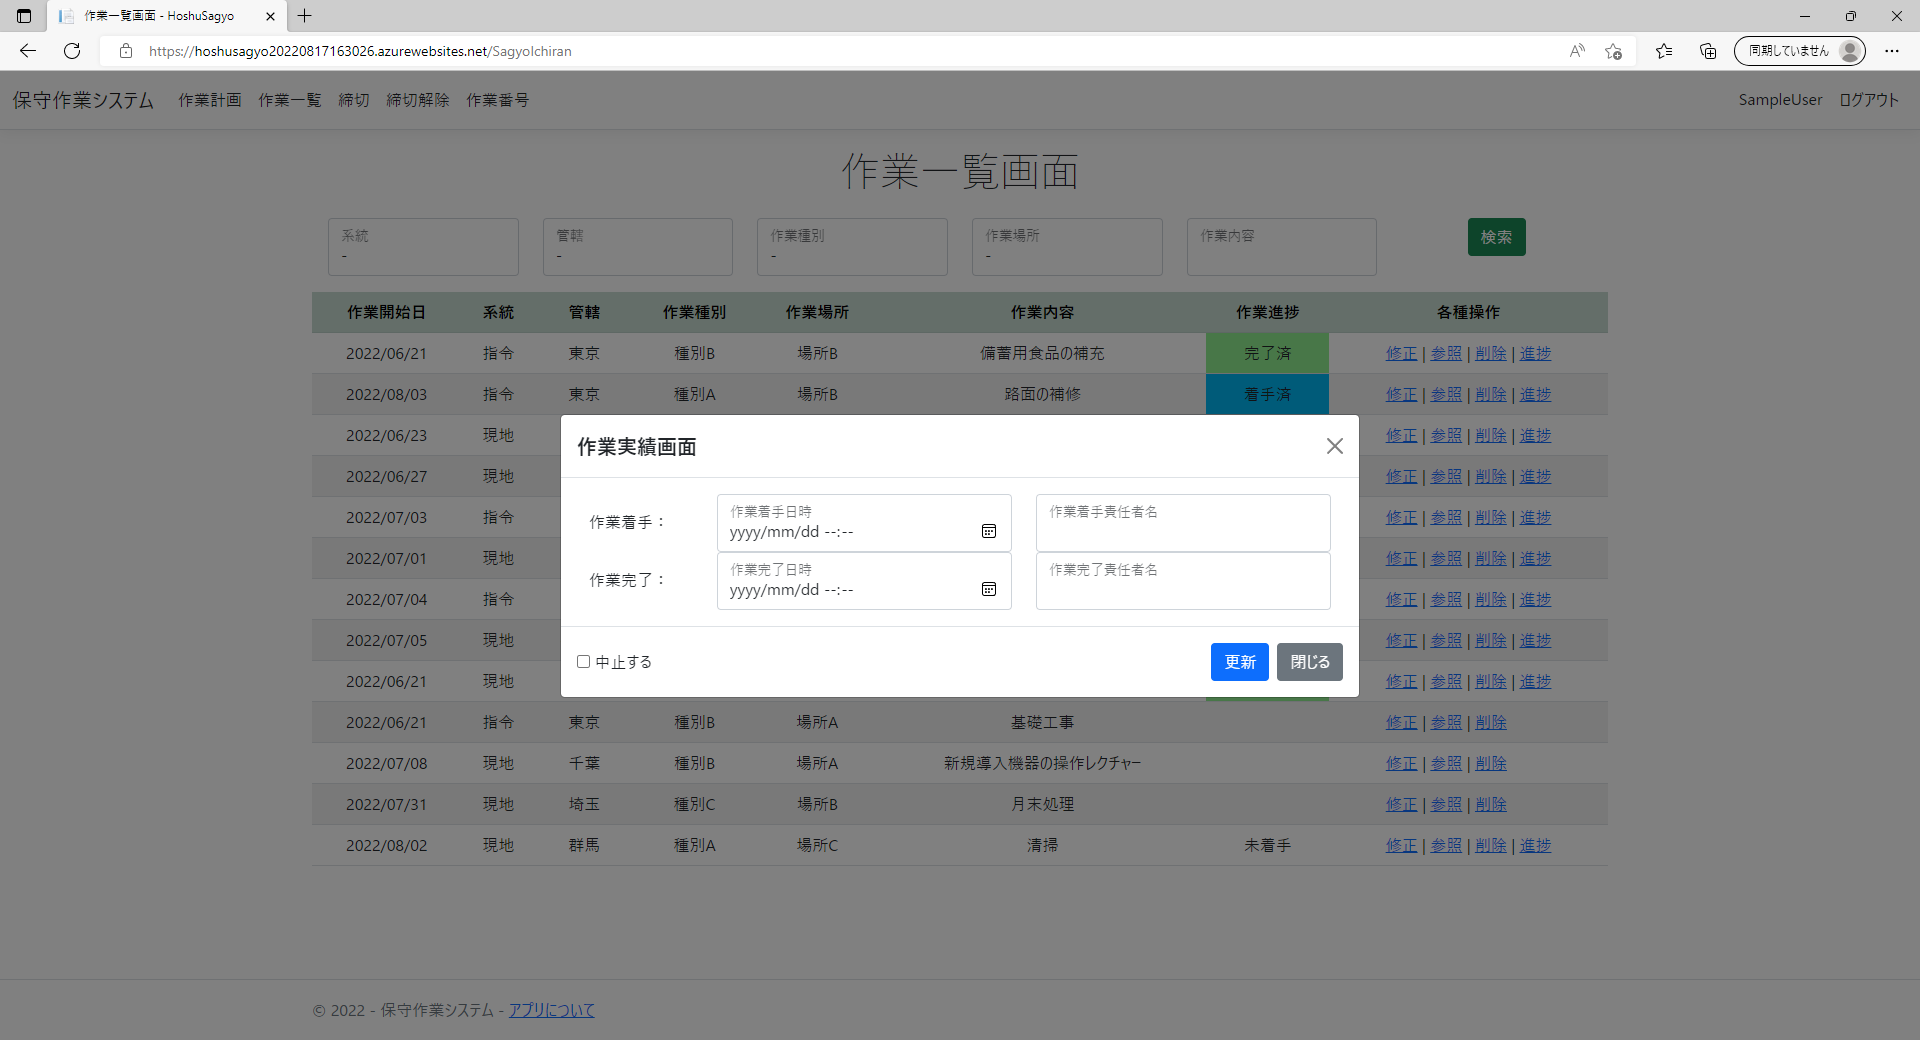 作業一覧画面 - HoshuSagyo
https://hoshusagyo20220817163026.azurewebsites.net/SagyoIchiran
同期していません
保守作業システム 作業計画 作業一覧 締切 締切解除 作業番号 SampleUser ログアウト
作業一覧画面
系統 管轄 作業種別 作業場所 作業内容 検索
- - - -
作業開始日 系統 管轄 作業種別 作業場所 作業内容 作業進捗 各種操作
2022/06/21 指令 東京 種別B 場所B 備蓄用食品の補充 完了済 修正 | 参照 | 削除 | 進捗
2022/08/03 指令 東京 種別A 場所B 路面の補修 着手済 修正 | 参照 | 削除 | 進捗
2022/06/23 現地 修正 | 参照 | 削除 | 進捗
2022/06/27 現地 修正 | 参照 | 削除 | 進捗
2022/07/03 指令 修正 | 参照 | 削除 | 進捗
2022/07/01 現地 修正 | 参照 | 削除 | 進捗
2022/07/04 指令 修正 | 参照 | 削除 | 進捗
2022/07/05 現地 修正 | 参照 | 削除 | 進捗
2022/06/21 現地 修正 | 参照 | 削除 | 進捗
2022/06/21 指令 東京 種別B 場所A 基礎工事 修正 | 参照 | 削除
2022/07/08 現地 千葉 種別B 場所A 新規導入機器の操作レクチャー 修正 | 参照 | 削除
2022/07/31 現地 埼玉 種別C 場所B 月末処理 修正 | 参照 | 削除
2022/08/02 現地 群馬 種別A 場所C 清掃 未着手 修正 | 参照 | 削除 | 進捗
作業実績画面
作業着手： 作業着手日時 作業着手責任者名
yyyy/mm/dd --:--
作業完了： 作業完了日時 作業完了責任者名
yyyy/mm/dd --:--
中止する 更新 閉じる
© 2022 - 保守作業システム - アプリについて